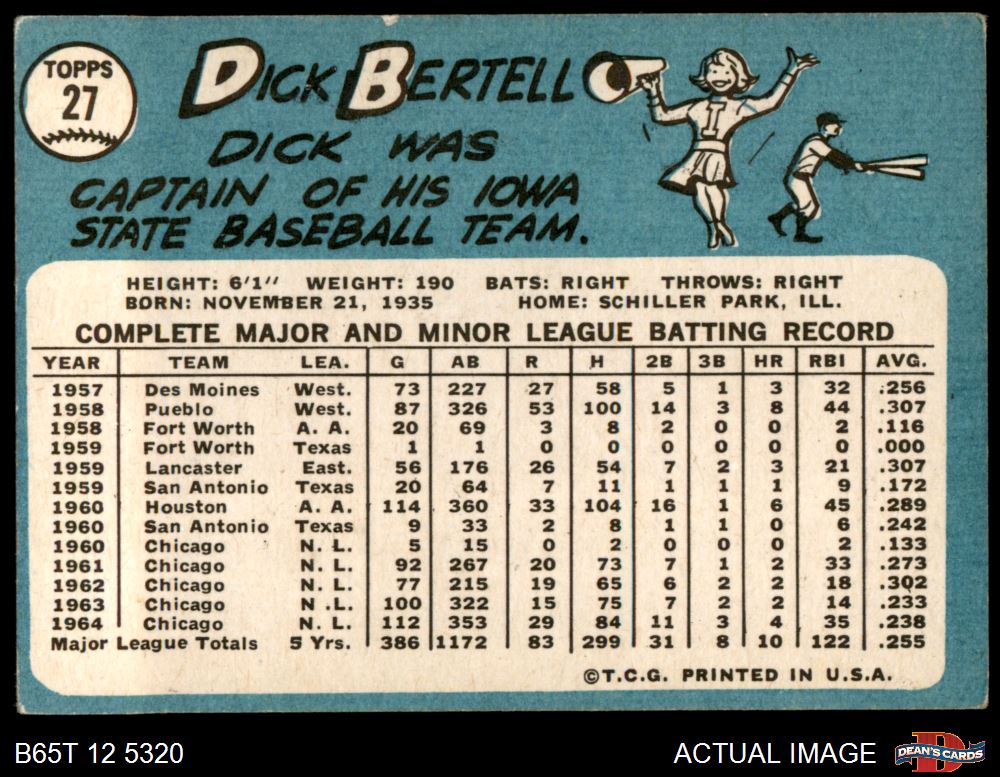 TOPPS
27
DICK BERTELL
DICK WAS
CAPTAIN OF HIS IOWA
STATE BASEBALL TEAM.
I
HEIGHT: 6'1" WEIGHT: 190 BATS: RIGHT THROWS: RIGHT
BORN: NOVEMBER 21, 1935 HOME: SCHILLER PARK, ILL.
COMPLETE MAJOR AND MINOR LEAGUE BATTING RECORD
YEAR TEAM LEA. G AB R H 2B 3B HR RBI AVG.
1957 Des Moines West. 73 227 27 58 5 1 3 32 .256
1958 Pueblo West. 87 326 53 100 14 3 8 44 .307
1958 Fort Worth A. A. 20 69 3 8 2 0 0 2 .116
1959 Fort Worth Texas 1 1 0 0 0 0 0 0 .000
1959 Lancaster East. 56 176 26 54 7 2 3 21 .307
1959 San Antonio Texas 20 64 7 11 1 1 1 9 .172
1960 Houston A. A. 114 360 33 104 16 1 6 45 .289
1960 San Antonio Texas 9 33 2 8 1 1 0 6 .242
1960 Chicago N. L. 5 15 0 2 0 0 0 2 .133
1961 Chicago N. L. 92 267 20 73 7 1 2 33 .273
1962 Chicago N. L. 77 215 19 65 6 2 2 18 .302
1963 Chicago N .L. 100 322 15 75 7 2 2 14 .233
1964 Chicago N. L. 112 353 29 84 11 3 4 35 .238
Major League Totals 5 Yrs. 386 1172 83 299 31 8 10 122 .255
©T.C.G. PRINTED IN U.S.A.
B65T 12 5320 ACTUAL IMAGE
D
DEAN'S CARDS